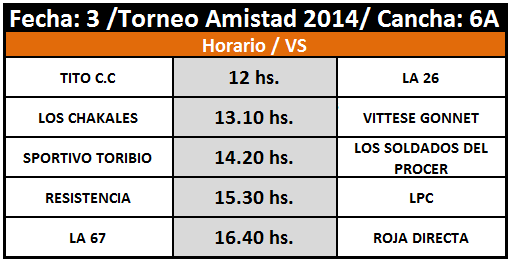 Fecha: 3 /Torneo Amistad 2014/ Cancha: 6A
Horario / VS
TITO C.C 12 hs. LA 26
LOS CHAKALES 13.10 hs. VITTESE GONNET
SPORTIVO TORIBIO 14.20 hs. LOS SOLDADOS DEL
PROCER
RESISTENCIA 15.30 hs. LPC
LA 67 16.40 hs. ROJA DIRECTA